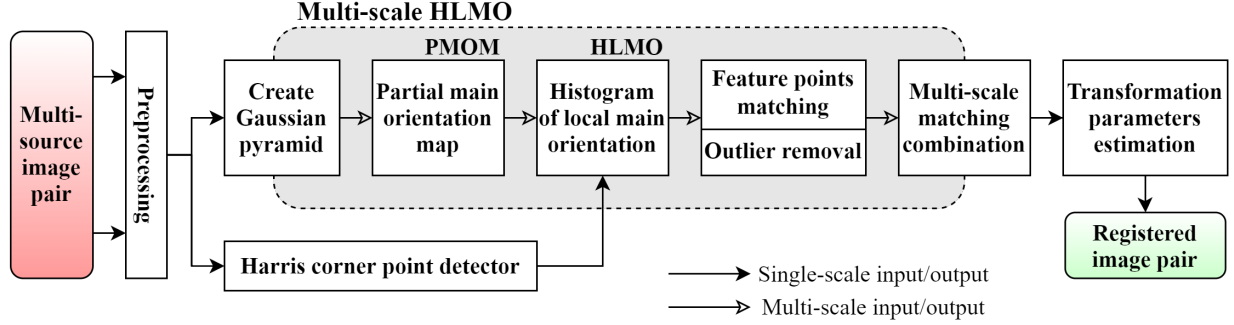 Multi-scale HLMO
PMOM
HLMO
Multi-
source
image
pair
Preprocessing
Create
Gaussian
pyramid
Partial main
orientation
map
Histogram
of local main
orientation
Feature points
matching
Outlier removal
Multi-scale
matching
combination
Transformation
parameters
estimation
Harris corner point detector
Registered
image pair
Single-scale input/output
Multi-scale input/output